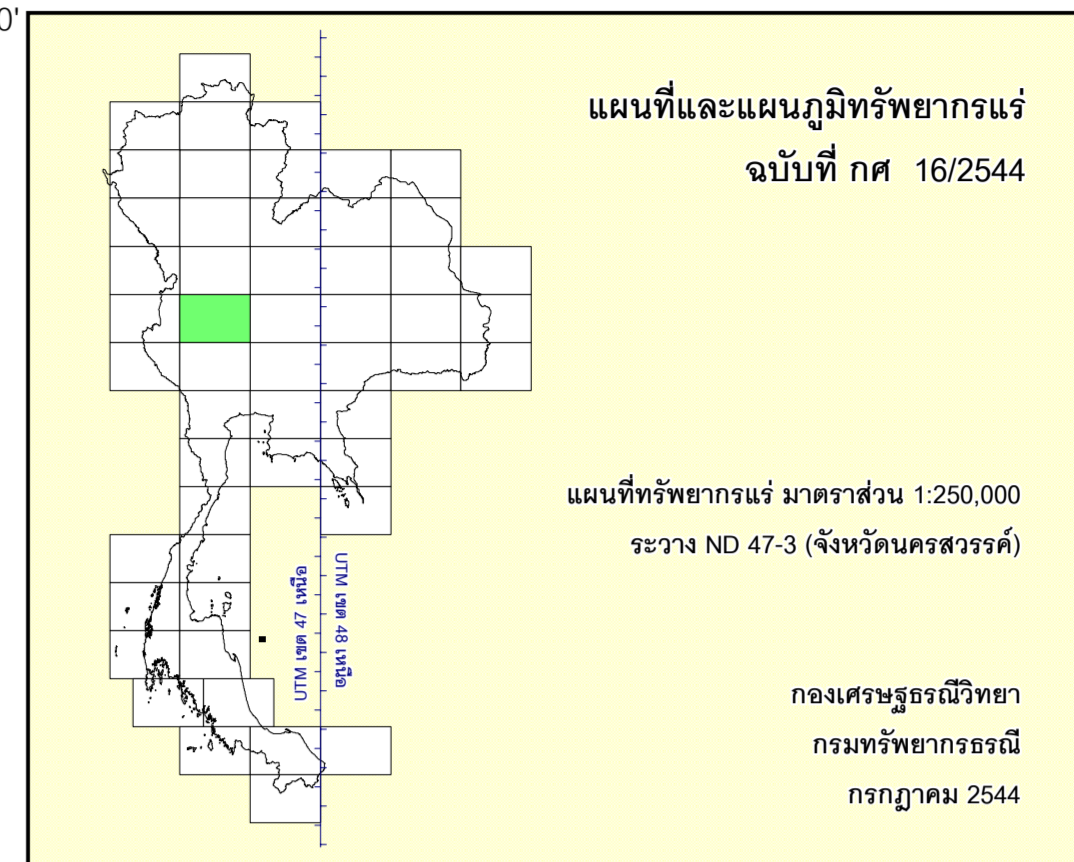 0'
แผนที่และแผนภูมิทรัพยากรแร่
ฉบับที่ กศ 16/2544
แผนที่ทรัพยากรแร่ มาตราส่วน 1:250,000
ระวาง ND 47-3 (จังหวัดนครสวรรค์)
UTM เขต 47 เหนือ
UTM เขต 48 เหนือ
กองเศรษฐธรณีวิทยา
กรมทรัพยากรธรณี
กรกฎาคม 2544